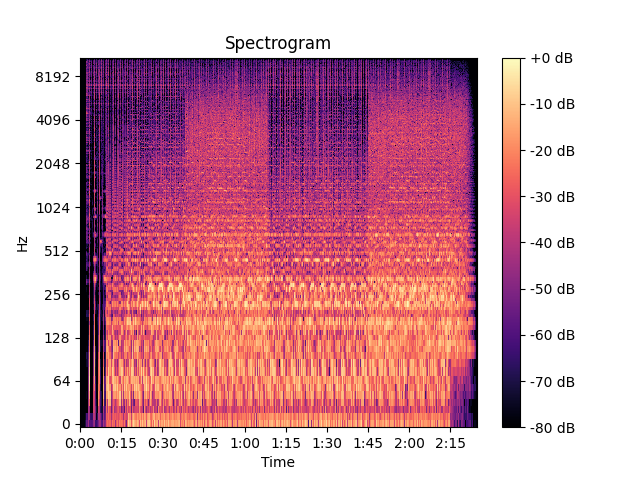 Spectrogram
Hz
8192
4096
2048
1024
512
256
128
64
0
0:00 0:15 0:30 0:45 1:00 1:15 1:30 1:45 2:00 2:15
Time
+0 dB
-10 dB
-20 dB
-30 dB
-40 dB
-50 dB
-60 dB
-70 dB
-80 dB